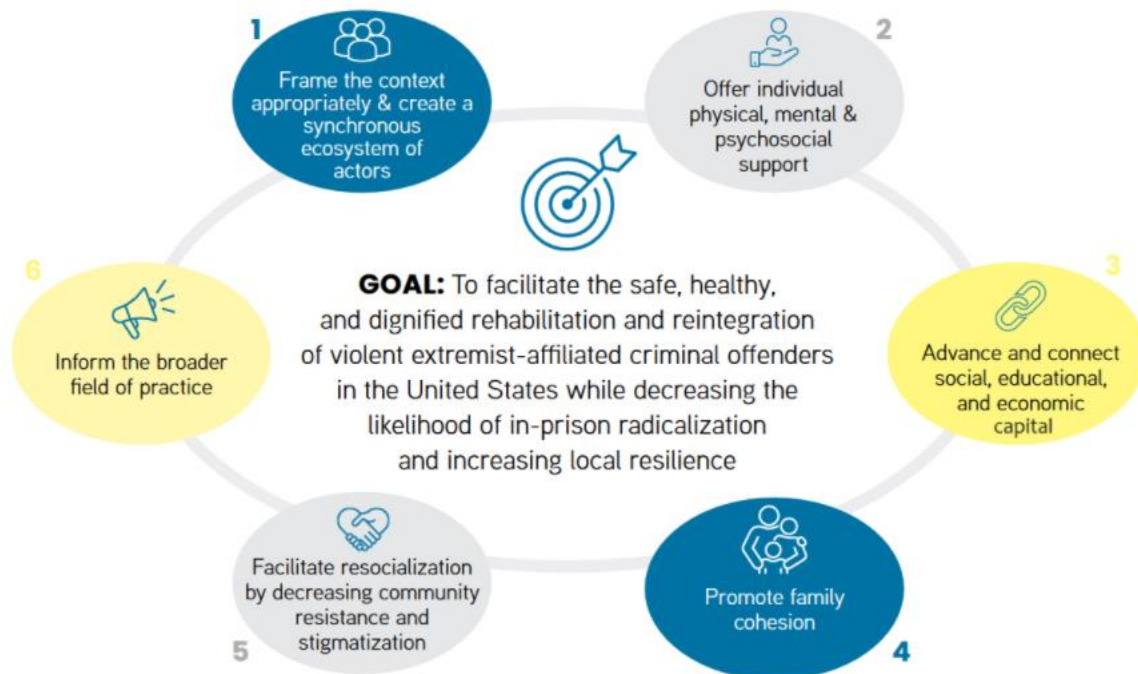 1
Frame the context
appropriately & create a
synchronous
ecosystem of
actors
2
Offer individual
physical, mental &
psychosocial
support
3
Advance and connect
social, educational,
and economic
capital
GOAL: To facilitate the safe, healthy,
and dignified rehabilitation and reintegration
of violent extremist-affiliated criminal offenders
in the United States while decreasing the
likelihood of in-prison radicalization
and increasing local resilience
4
Promote family
cohesion
5
Facilitate resocialization
by decreasing community
resistance and
stigmatization
6
Inform the broader
field of practice